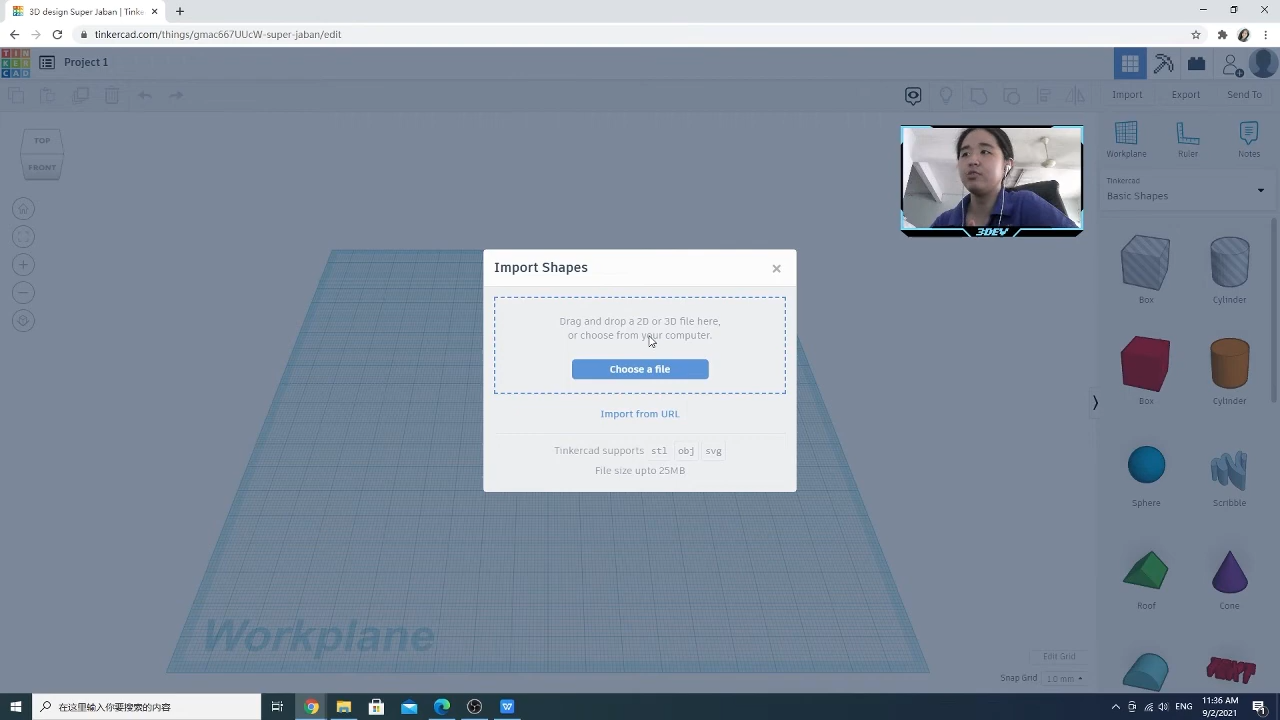 3D design Super Jaban | Tinke
tinkercad.com/things/gmac667UUcW-super-jaban/edit
TIN
KER
CAD
Project 1
Import
Export
Send To
TOP
FRONT
Workplane
Ruler
Notes
Tinkercad
Basic Shapes
3DEV
Import Shapes
Drag and drop a 2D or 3D file here,
or choose from your computer.
Choose a file
Import from URL
Tinkercad supports stl obj svg
File size upto 25MB
Box
Cylinder
Box
Cylinder
Sphere
Scribble
Roof
Cone
Workplane
Edit Grid
Snap Grid 1.0 mm
在这里输入你要搜索的内容
ENG
11:36 AM
9/2/2021